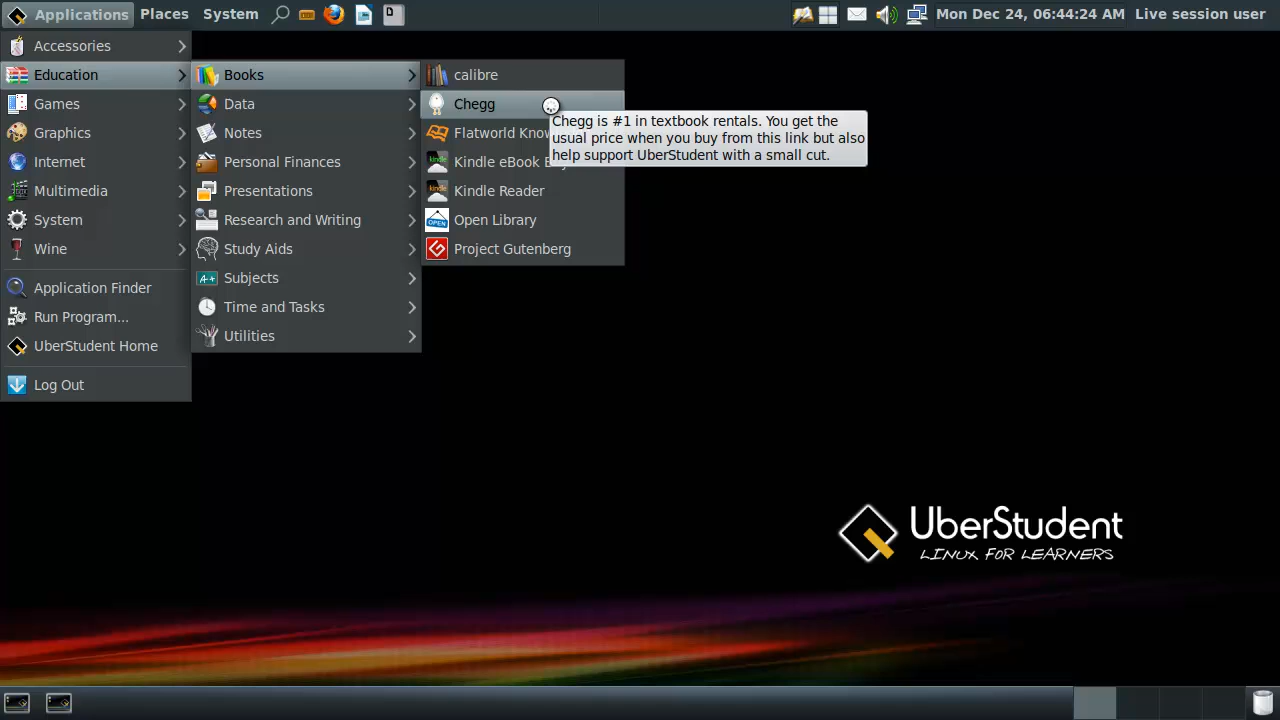 Applications Places System Mon Dec 24, 06:44:24 AM Live session user
Accessories
Education
Games
Graphics
Internet
Multimedia
System
Wine
Application Finder
Run Program...
UberStudent Home
Log Out
Books
Data
Notes
Personal Finances
Presentations
Research and Writing
Study Aids
Subjects
Time and Tasks
Utilities
calibre
Chegg
Flatworld
Kindle eBook
Kindle Reader
Open Library
Project Gutenberg
Chegg is #1 in textbook rentals. You get the
usual price when you buy from this link but also
help support UberStudent with a small cut.
UberStudent
LINUX FOR LEARNERS